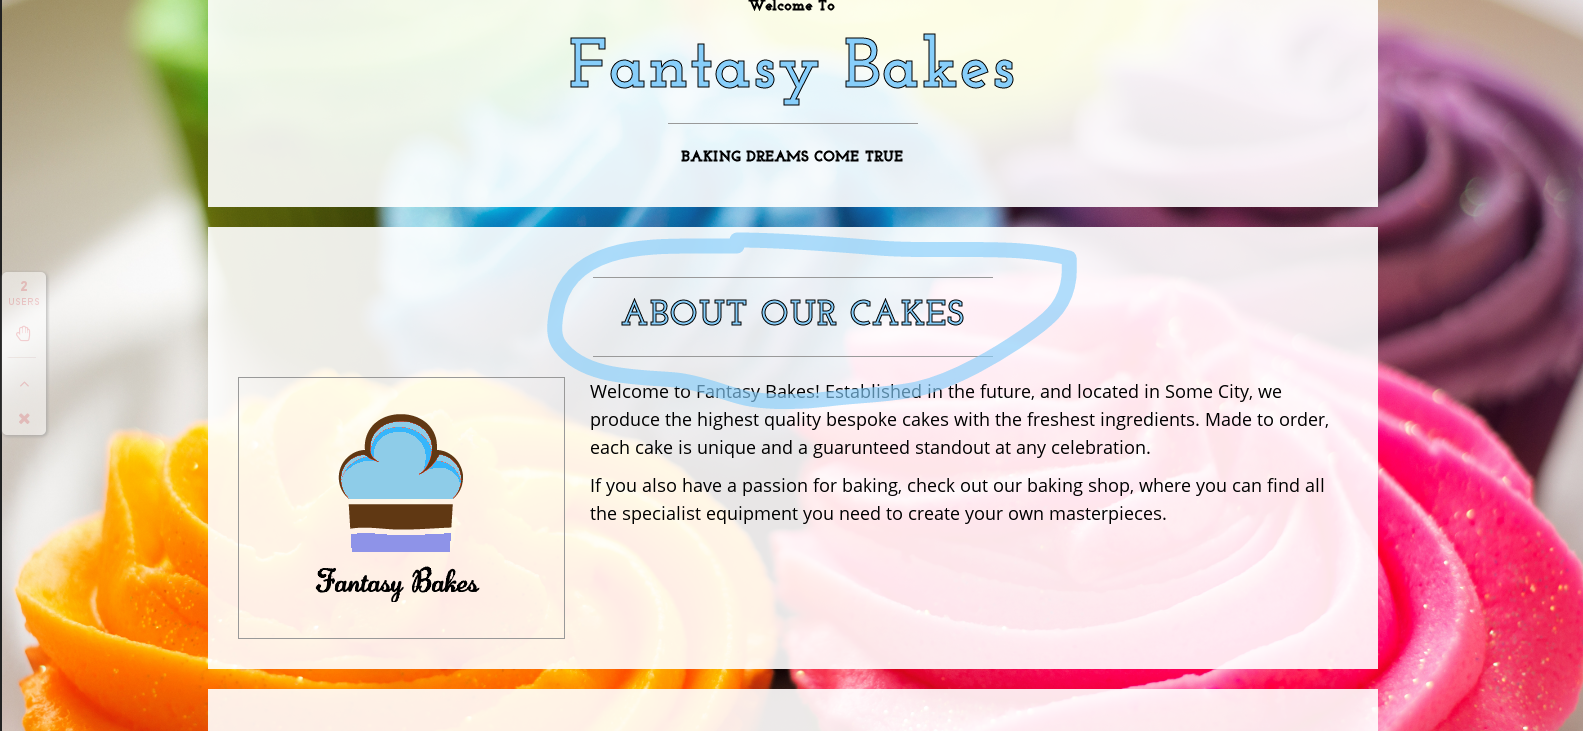 Welcome To
Fantasy Bakes
BAKING DREAMS COME TRUE
2
USERS
ABOUT OUR CAKES
Welcome to Fantasy Bakes! Established in the future, and located in Some City, we
produce the highest quality bespoke cakes with the freshest ingredients. Made to order,
each cake is unique and a guarunteed standout at any celebration.
If you also have a passion for baking, check out our baking shop, where you can find all
the specialist equipment you need to create your own masterpieces.
Fantasy Bakes